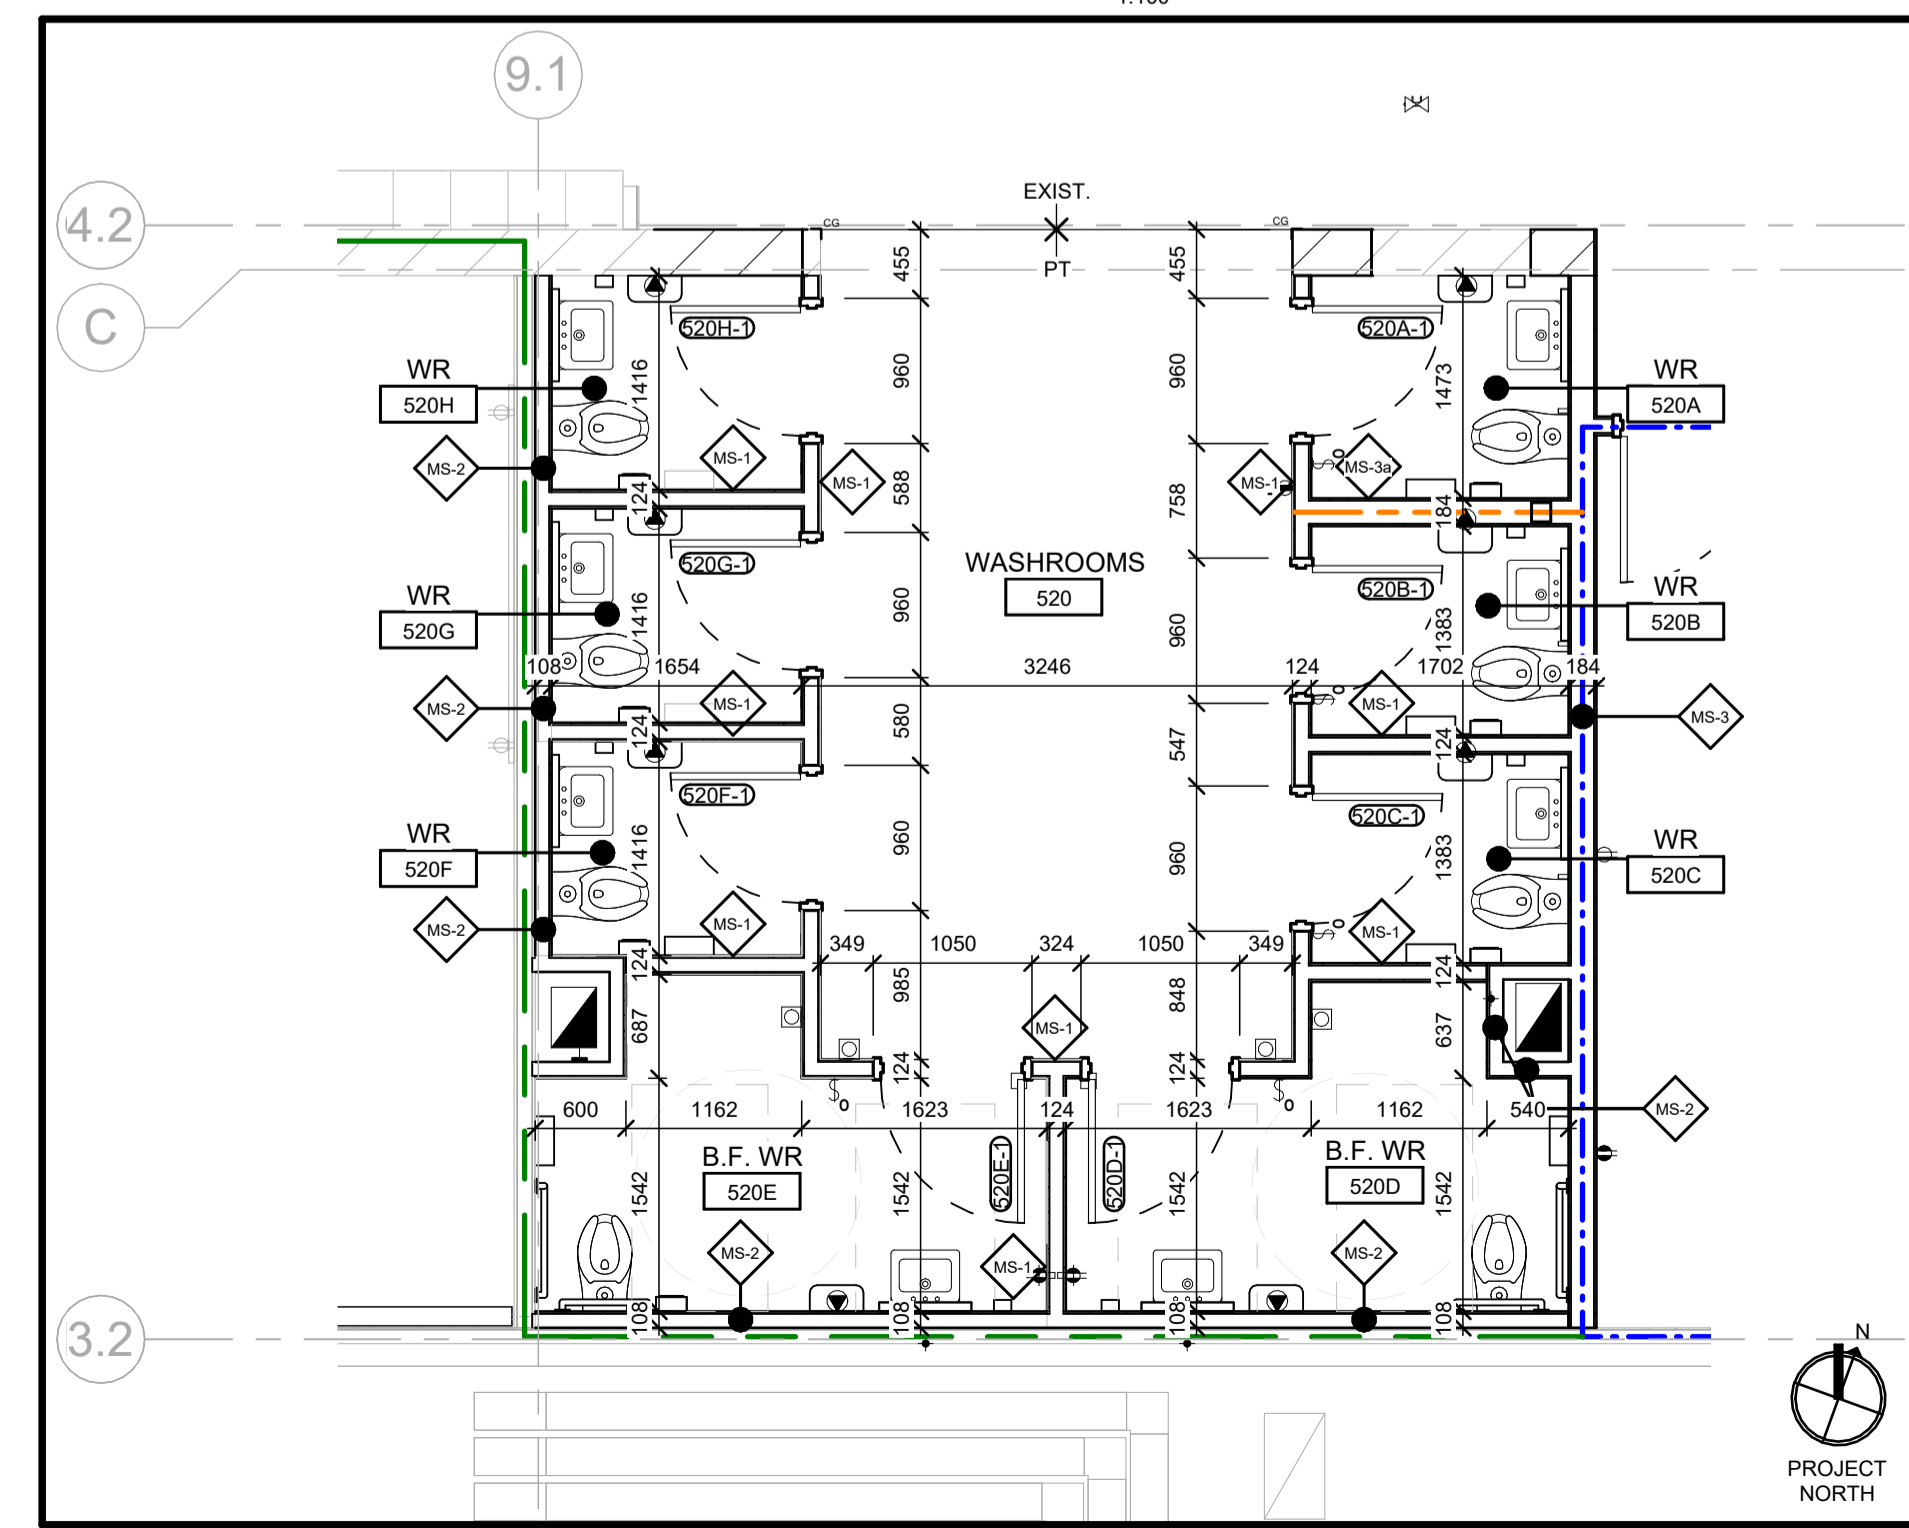 9.1
4.2
C
3.2
EXIST.
PT
CG
CG
455
455
520H-1
520A-1
WR
520H
WR
520A
1416
960
960
1473
MS-2
MS-1
MS-1
MS-1
MS-3a
588
758
124
184
520G-1
520B-1
WASHROOMS
520
WR
520G
WR
520B
1416
960
960
1383
108
1654
3246
124
1702
184
MS-2
MS-1
MS-1
MS-3
580
547
124
124
520F-1
520C-1
WR
520F
WR
520C
1416
960
960
1383
MS-2
MS-1
MS-1
349
1050
324
1050
349
124
985
848
124
687
637
MS-1
124
124
600
1162
1623
124
1623
1162
540
MS-2
B.F. WR
520E
B.F. WR
520D
520E-1
520D-1
1542
1542
1542
1542
MS-2
MS-1
MS-2
108
108
108
108
N
PROJECT
NORTH